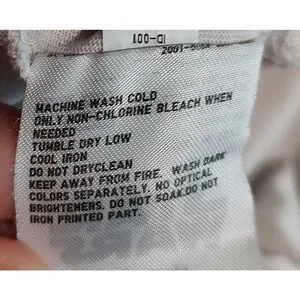 ID-001
MACHINE WASH COLD
ONLY NON-CHLORINE BLEACH WHEN
NEEDED
TUMBLE DRY LOW
COOL IRON
DO NOT DRYCLEAN
KEEP AWAY FROM FIRE. WASH DARK
COLORS SEPARATELY. NO OPTICAL
BRIGHTENERS. DO NOT SOAK.DO NOT
IRON PRINTED PART.